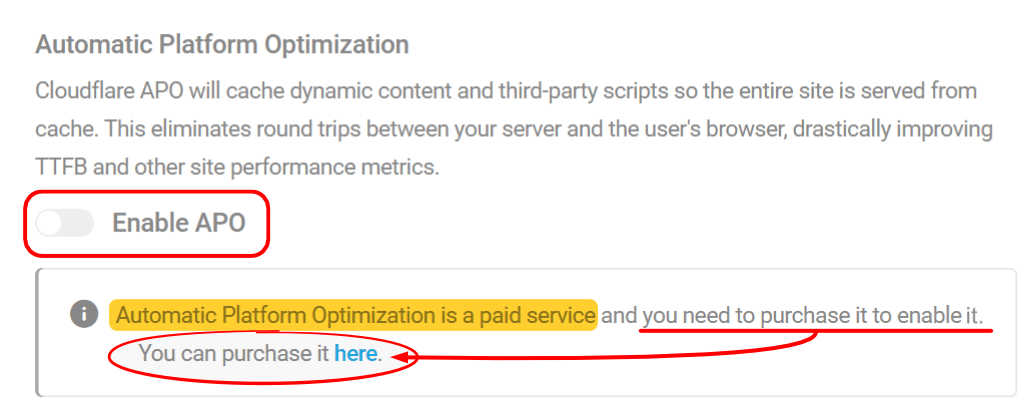 Automatic Platform Optimization
Cloudflare APO will cache dynamic content and third-party scripts so the entire site is served from
cache. This eliminates round trips between your server and the user's browser, drastically improving
TTFB and other site performance metrics.
Enable APO
Automatic Platform Optimization is a paid service and you need to purchase it to enable it.
You can purchase it here.